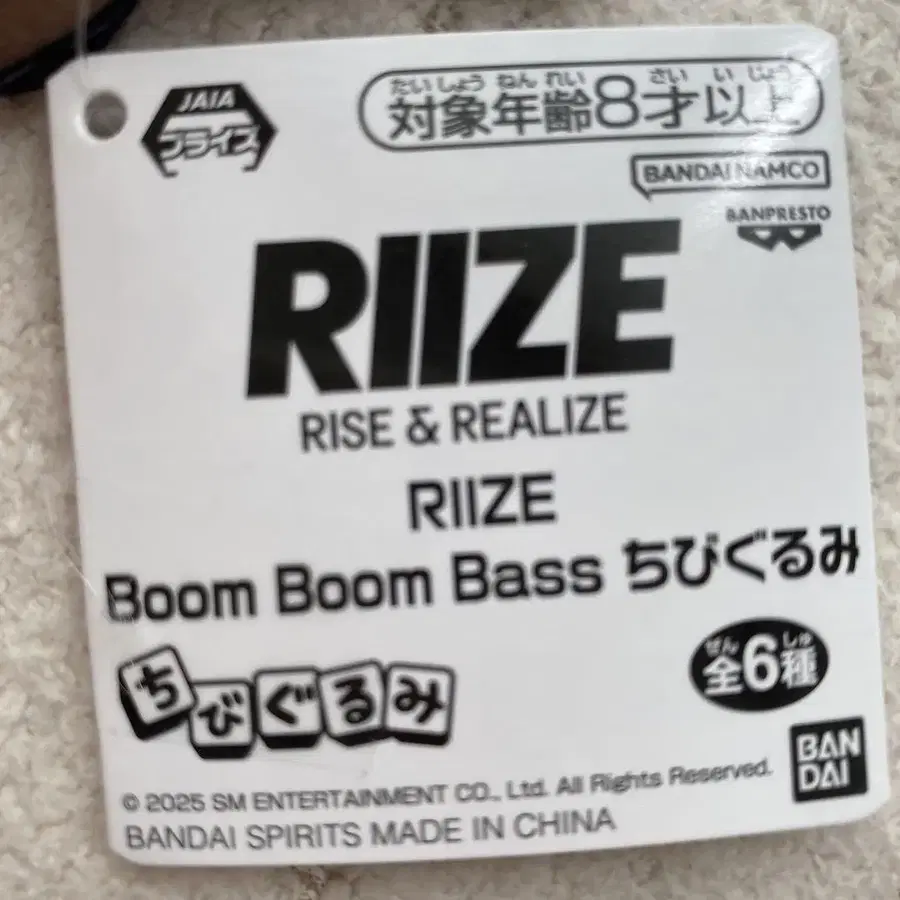 JAIA
プライズ
たいしょうねんれい さいいじょう
対象年齢8才以上
BANDAI NAMCO
BANPRESTO
RIIZE
RISE & REALIZE
RIIZE
Boom Boom Bass ちびぐるみ
ちびぐるみ
ぜん しゅ
全6種
BANDAI
© 2025 SM ENTERTAINMENT CO., Ltd. All Rights Reserved.
BANDAI SPIRITS MADE IN CHINA